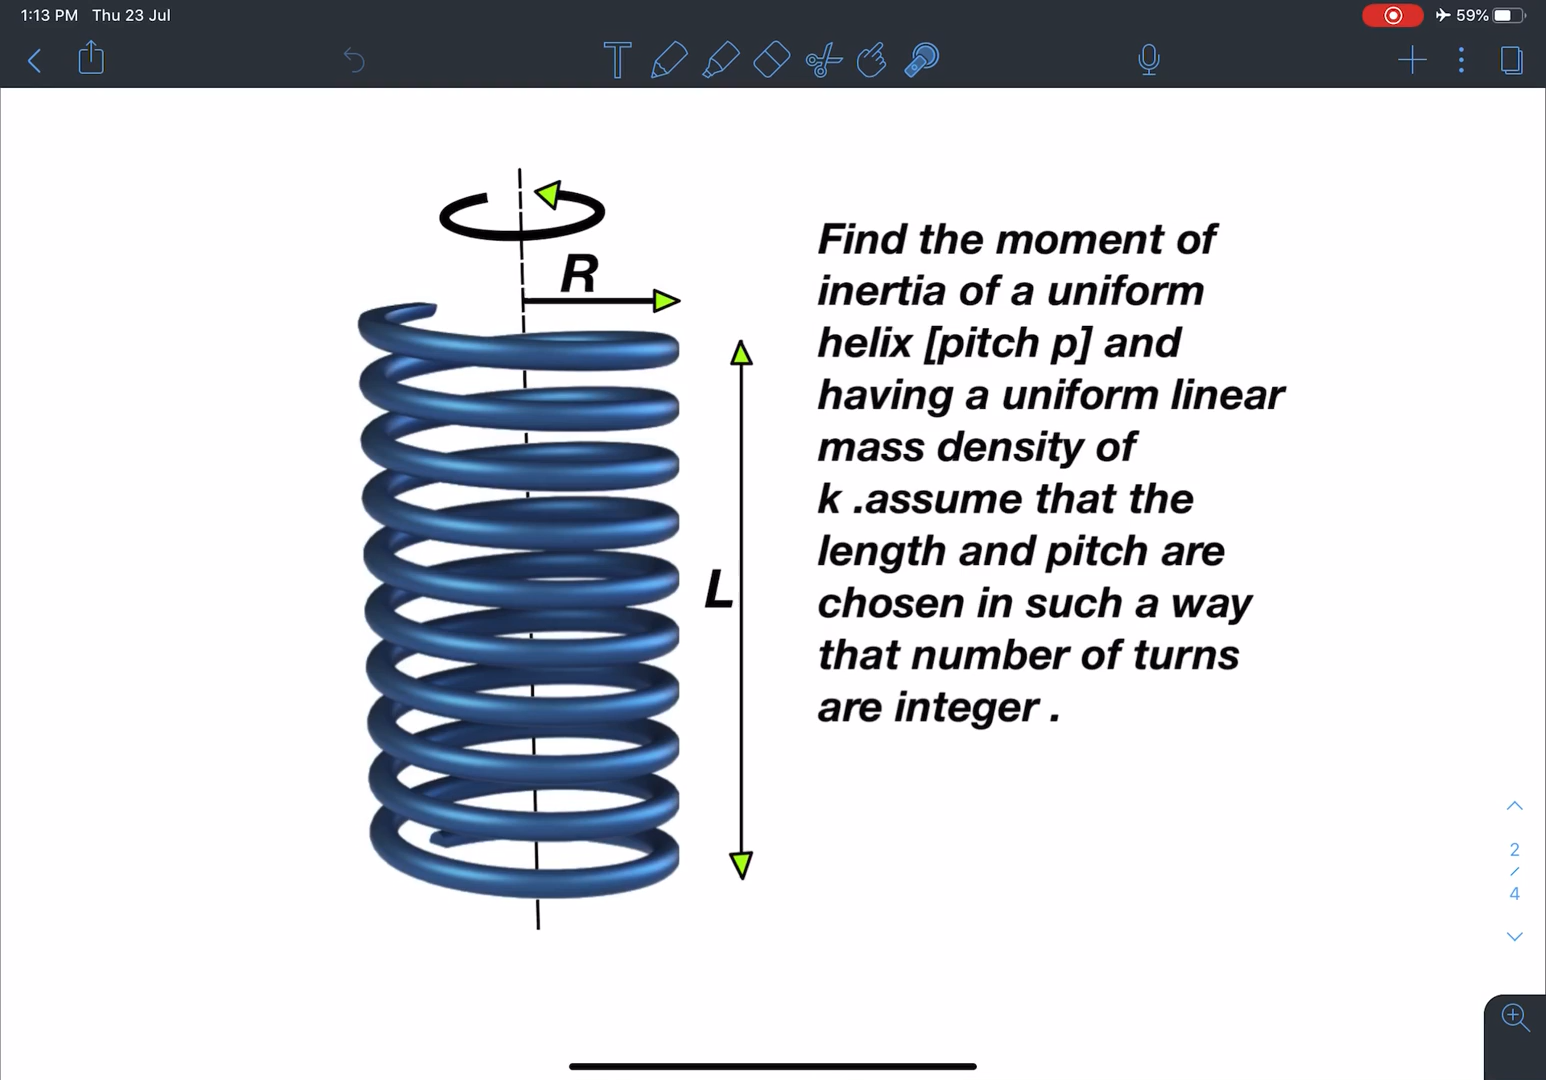 1:13 PM Thu 23 Jul
59%
R
L
Find the moment of
inertia of a uniform
helix [pitch p] and
having a uniform linear
mass density of
k .assume that the
length and pitch are
chosen in such a way
that number of turns
are integer .
2
/
4